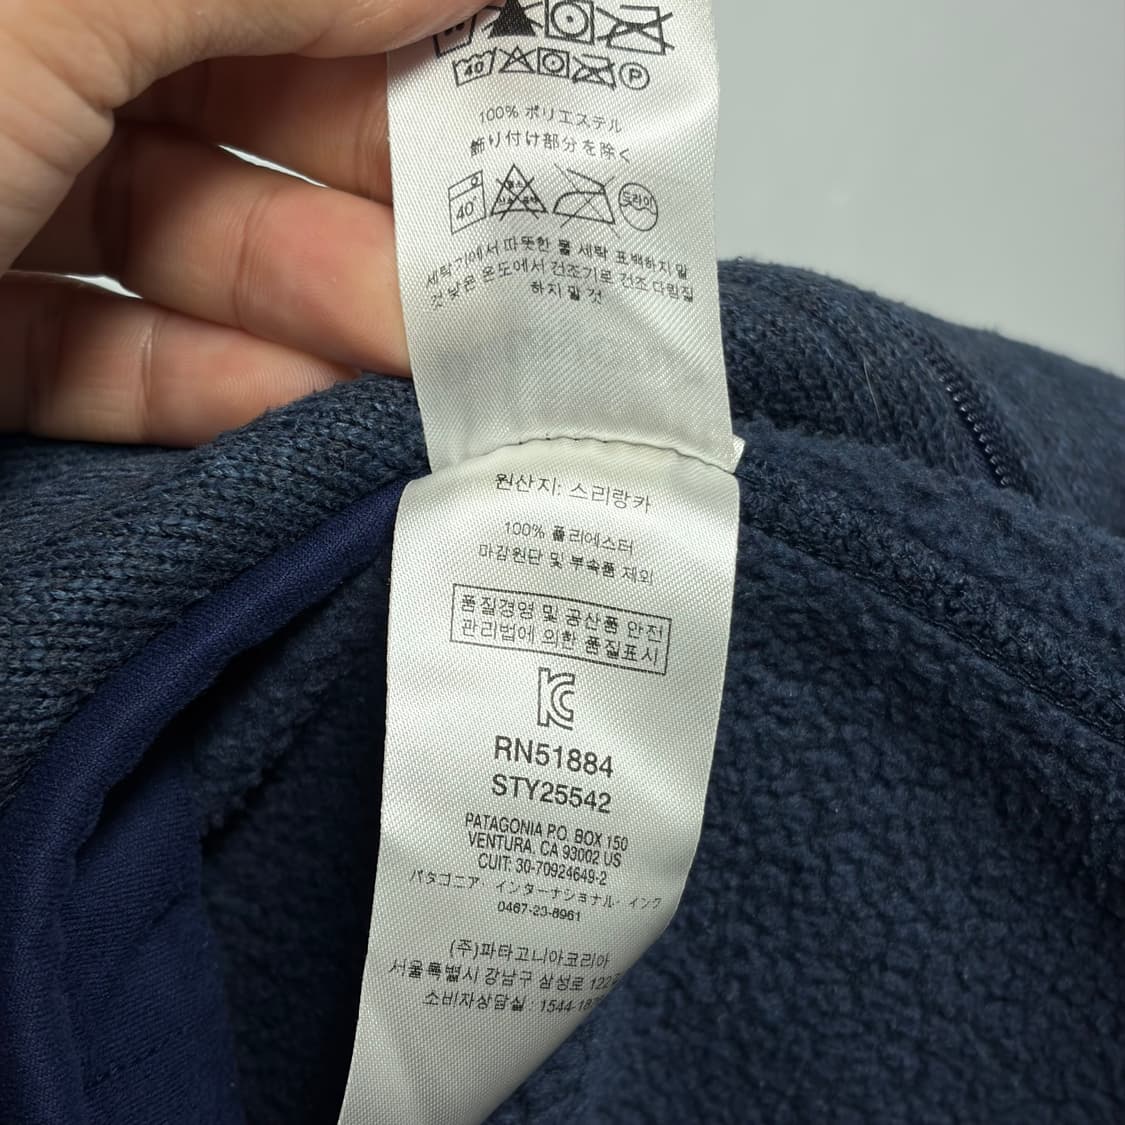 40 P
100% ポリエステル
飾り付け部分を除く
40° 드라이
세탁기에서 따뜻한 물 세탁 표백하지 말
것 낮은 온도에서 건조기로 건조 다림질
하지 말 것
원산지: 스리랑카
100% 폴리에스터
마감원단 및 부속품 제외
품질경영 및 공산품 안전
관리법에 의한 품질표시
RN51884
STY25542
PATAGONIA P.O. BOX 150
VENTURA, CA 93002 US
CUIT: 30-70924649-2
パタゴニア・インターナショナル・インク
0467-23-8961
(주)파타고니아코리아
서울특별시 강남구 삼성로
소비자상담실 : 1544-